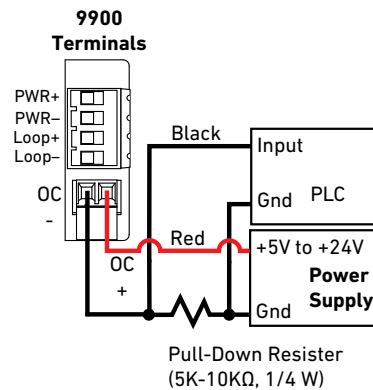 9900
Terminals
PWR+
PWR–
Loop+
Loop–
OC
-
OC
+
Black
Red
Input
Gnd PLC
+5V to +24V
Power
Supply
Gnd
Pull-Down Resister
(5K-10KΩ, 1/4 W)